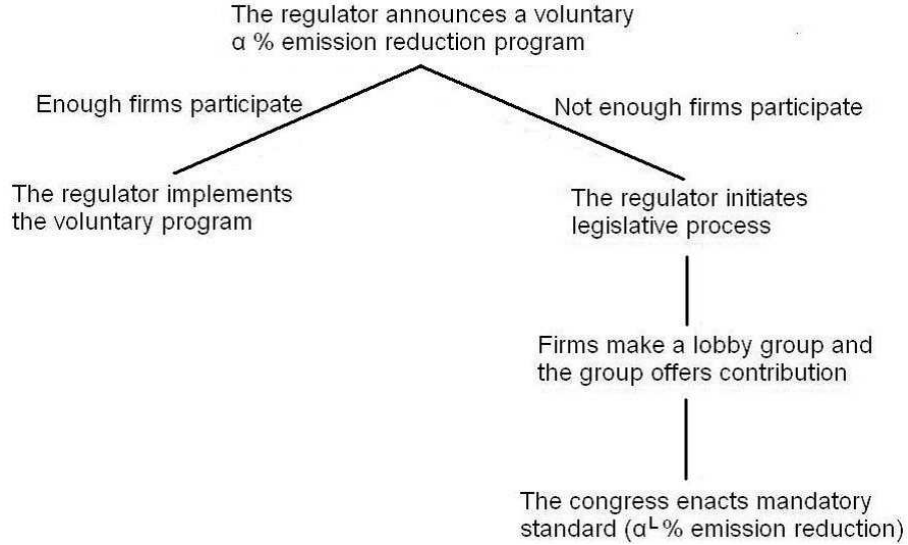 The regulator announces a voluntary
α % emission reduction program
Enough firms participate
Not enough firms participate
The regulator implements
the voluntary program
The regulator initiates
legislative process
Firms make a lobby group and
the group offers contribution
The congress enacts mandatory
standard (αᴸ% emission reduction)